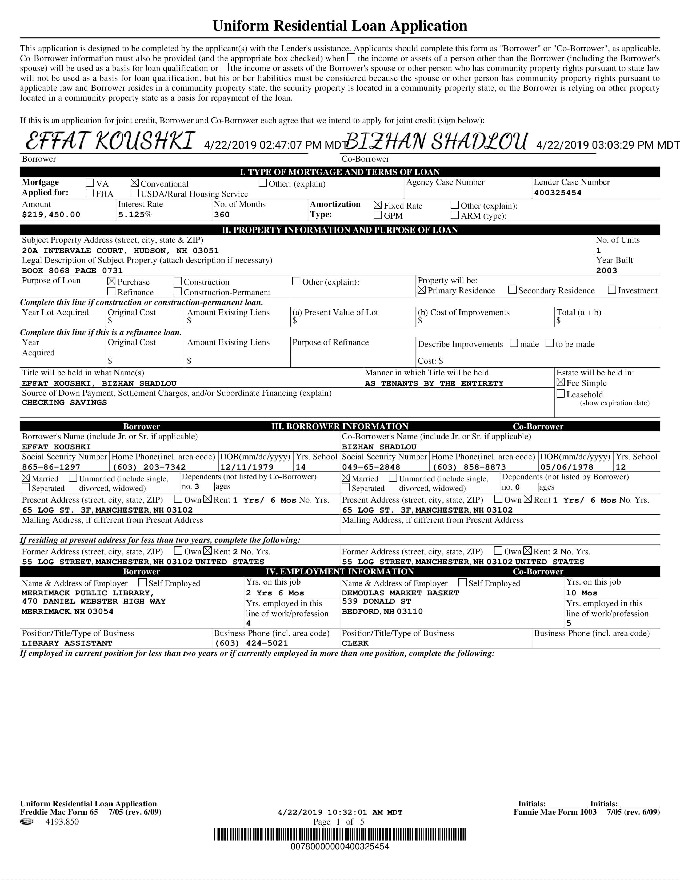 Uniform Residential Loan Application
This application is designed to be completed by the applicant(s) with the Lender's assistance. Applicants should complete this form as "Borrower" or "Co-Borrower", as applicable.
Co-Borrower information must also be provided (and the appropriate box checked) when the income or assets of a person other than the Borrower (including the Borrower's
spouse) will be used as a basis for loan qualification or the income or assets of the Borrower's spouse or other person who has community property rights pursuant to state law
will not be used as a basis for loan qualification, but his or her liabilities must be considered because the spouse or other person has community property rights pursuant to
applicable law and Borrower resides in a community property state, the security property is located in a community property state, or the Borrower is relying on other property
located in a community property state as a basis for repayment of the loan.
If this is an application for joint credit, Borrower and Co-Borrower each agree that we intend to apply for joint credit (sign below):
EFFAT KOUSHKI 4/22/2019 02:47:07 PM MDT BIZHAN SHADLOU 4/22/2019 03:03:29 PM MDT
Borrower Co-Borrower
I. TYPE OF MORTGAGE AND TERMS OF LOAN
Mortgage VA Conventional Other: (explain) Agency Case Number Lender Case Number
Applied for: FHA USDA/Rural Housing Service 400325454
Amount Interest Rate No. of Months Amortization Fixed Rate Other (explain):
$219,450.00 5.125% 360 Type: GPM ARM (type):
II. PROPERTY INFORMATION AND PURPOSE OF LOAN
Subject Property Address (street, city, state & ZIP) No. of Units
20A INTERVALE COURT, HUDSON, NH 03051 1
Legal Description of Subject Property (attach description if necessary) Year Built
BOOK 8068 PAGE 0731 2003
Purpose of Loan Purchase Construction Other (explain): Property will be:
Refinance Construction-Permanent Primary Residence Secondary Residence Investment
Complete this line if construction or construction-permanent loan.
Year Lot Acquired Original Cost Amount Existing Liens (a) Present Value of Lot (b) Cost of Improvements Total (a + b)
$ $ $ $ $
Complete this line if this is a refinance loan.
Year Original Cost Amount Existing Liens Purpose of Refinance Describe Improvements made to be made
Acquired
$ $ Cost: $
Title will be held in what Name(s) Manner in which Title will be held Estate will be held in:
EFFAT KOUSHKI, BIZHAN SHADLOU AS TENANTS BY THE ENTIRETY Fee Simple
Source of Down Payment, Settlement Charges, and/or Subordinate Financing (explain) Leasehold
CHECKING SAVINGS (show expiration date)
Borrower III. BORROWER INFORMATION Co-Borrower
Borrower's Name (include Jr. or Sr. if applicable) Co-Borrower's Name (include Jr. or Sr. if applicable)
EFFAT KOUSHKI BIZHAN SHADLOU
Social Security Number Home Phone(incl. area code) DOB(mm/dd/yyyy) Yrs. School Social Security Number Home Phone(incl. area code) DOB(mm/dd/yyyy) Yrs. School
865-86-1297 (603) 203-7342 12/11/1979 14 049-65-2848 (603) 858-8873 05/06/1978 12
Married Unmarried (include single, Dependents (not listed by Co-Borrower) Married Unmarried (include single, Dependents (not listed by Borrower)
Separated divorced, widowed) no. 3 ages Separated divorced, widowed) no. 0 ages
Present Address (street, city, state, ZIP) Own Rent 1 Yrs/ 6 Mos No. Yrs. Present Address (street, city, state, ZIP) Own Rent 1 Yrs/ 6 Mos No. Yrs.
65 LOG ST. 3F,MANCHESTER,NH 03102 65 LOG ST. 3F,MANCHESTER,NH 03102
Mailing Address, if different from Present Address Mailing Address, if different from Present Address
If residing at present address for less than two years, complete the following:
Former Address (street, city, state, ZIP) Own Rent 2 No. Yrs. Former Address (street, city, state, ZIP) Own Rent 2 No. Yrs.
55 LOG STREET,MANCHESTER,NH 03102 UNITED STATES 55 LOG STREET,MANCHESTER,NH 03102 UNITED STATES
Borrower IV. EMPLOYMENT INFORMATION Co-Borrower
Name & Address of Employer Self Employed Yrs. on this job Name & Address of Employer Self Employed Yrs. on this job
MERRIMACK PUBLIC LIBRARY, 2 Yrs 6 Mos DEMOULAS MARKET BASKET 10 Mos
470 DANIEL WEBSTER HIGH WAY Yrs. employed in this 539 DONALD ST Yrs. employed in this
MERRIMACK NH 03054 line of work/profession BEDFORD,NH 03110 line of work/profession
4 5
Position/Title/Type of Business Business Phone (incl. area code) Position/Title/Type of Business Business Phone (incl. area code)
LIBRARY ASSISTANT (603) 424-5021 CLERK
If employed in current position for less than two years or if currently employed in more than one position, complete the following:
Uniform Residential Loan Application Initials: Initials:
Freddie Mac Form 65 7/05 (rev. 6/09) 4/22/2019 10:32:01 AM MDT Fannie Mae Form 1003 7/05 (rev. 6/09)
4193.850 Page 1 of 5
00780000000400325454